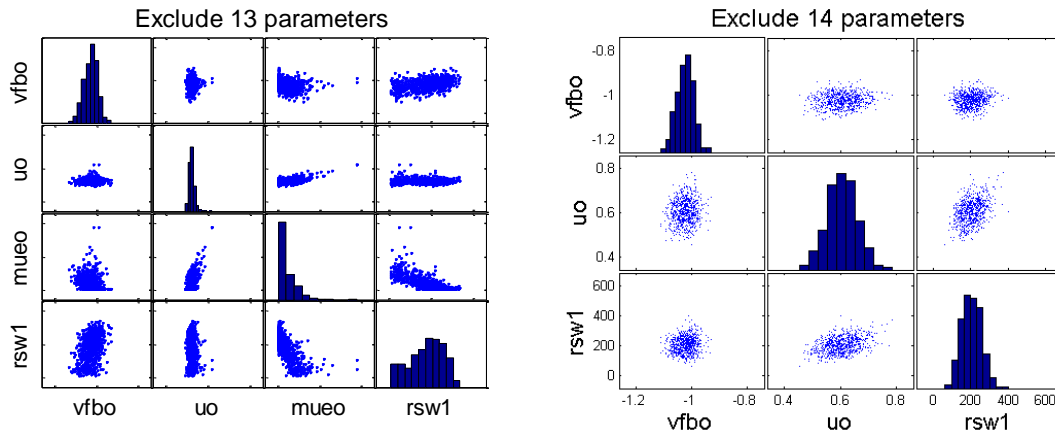 Exclude 13 parameters
vfbo
uo
mueo
rsw1
vfbo uo mueo rsw1
Exclude 14 parameters
-0.8
-1
-1.2
vfbo
0.8
0.6
0.4
uo
600
400
200
0
rsw1
-1.2 -1 -0.8 0.4 0.6 0.8 0 200 400 600
vfbo uo rsw1